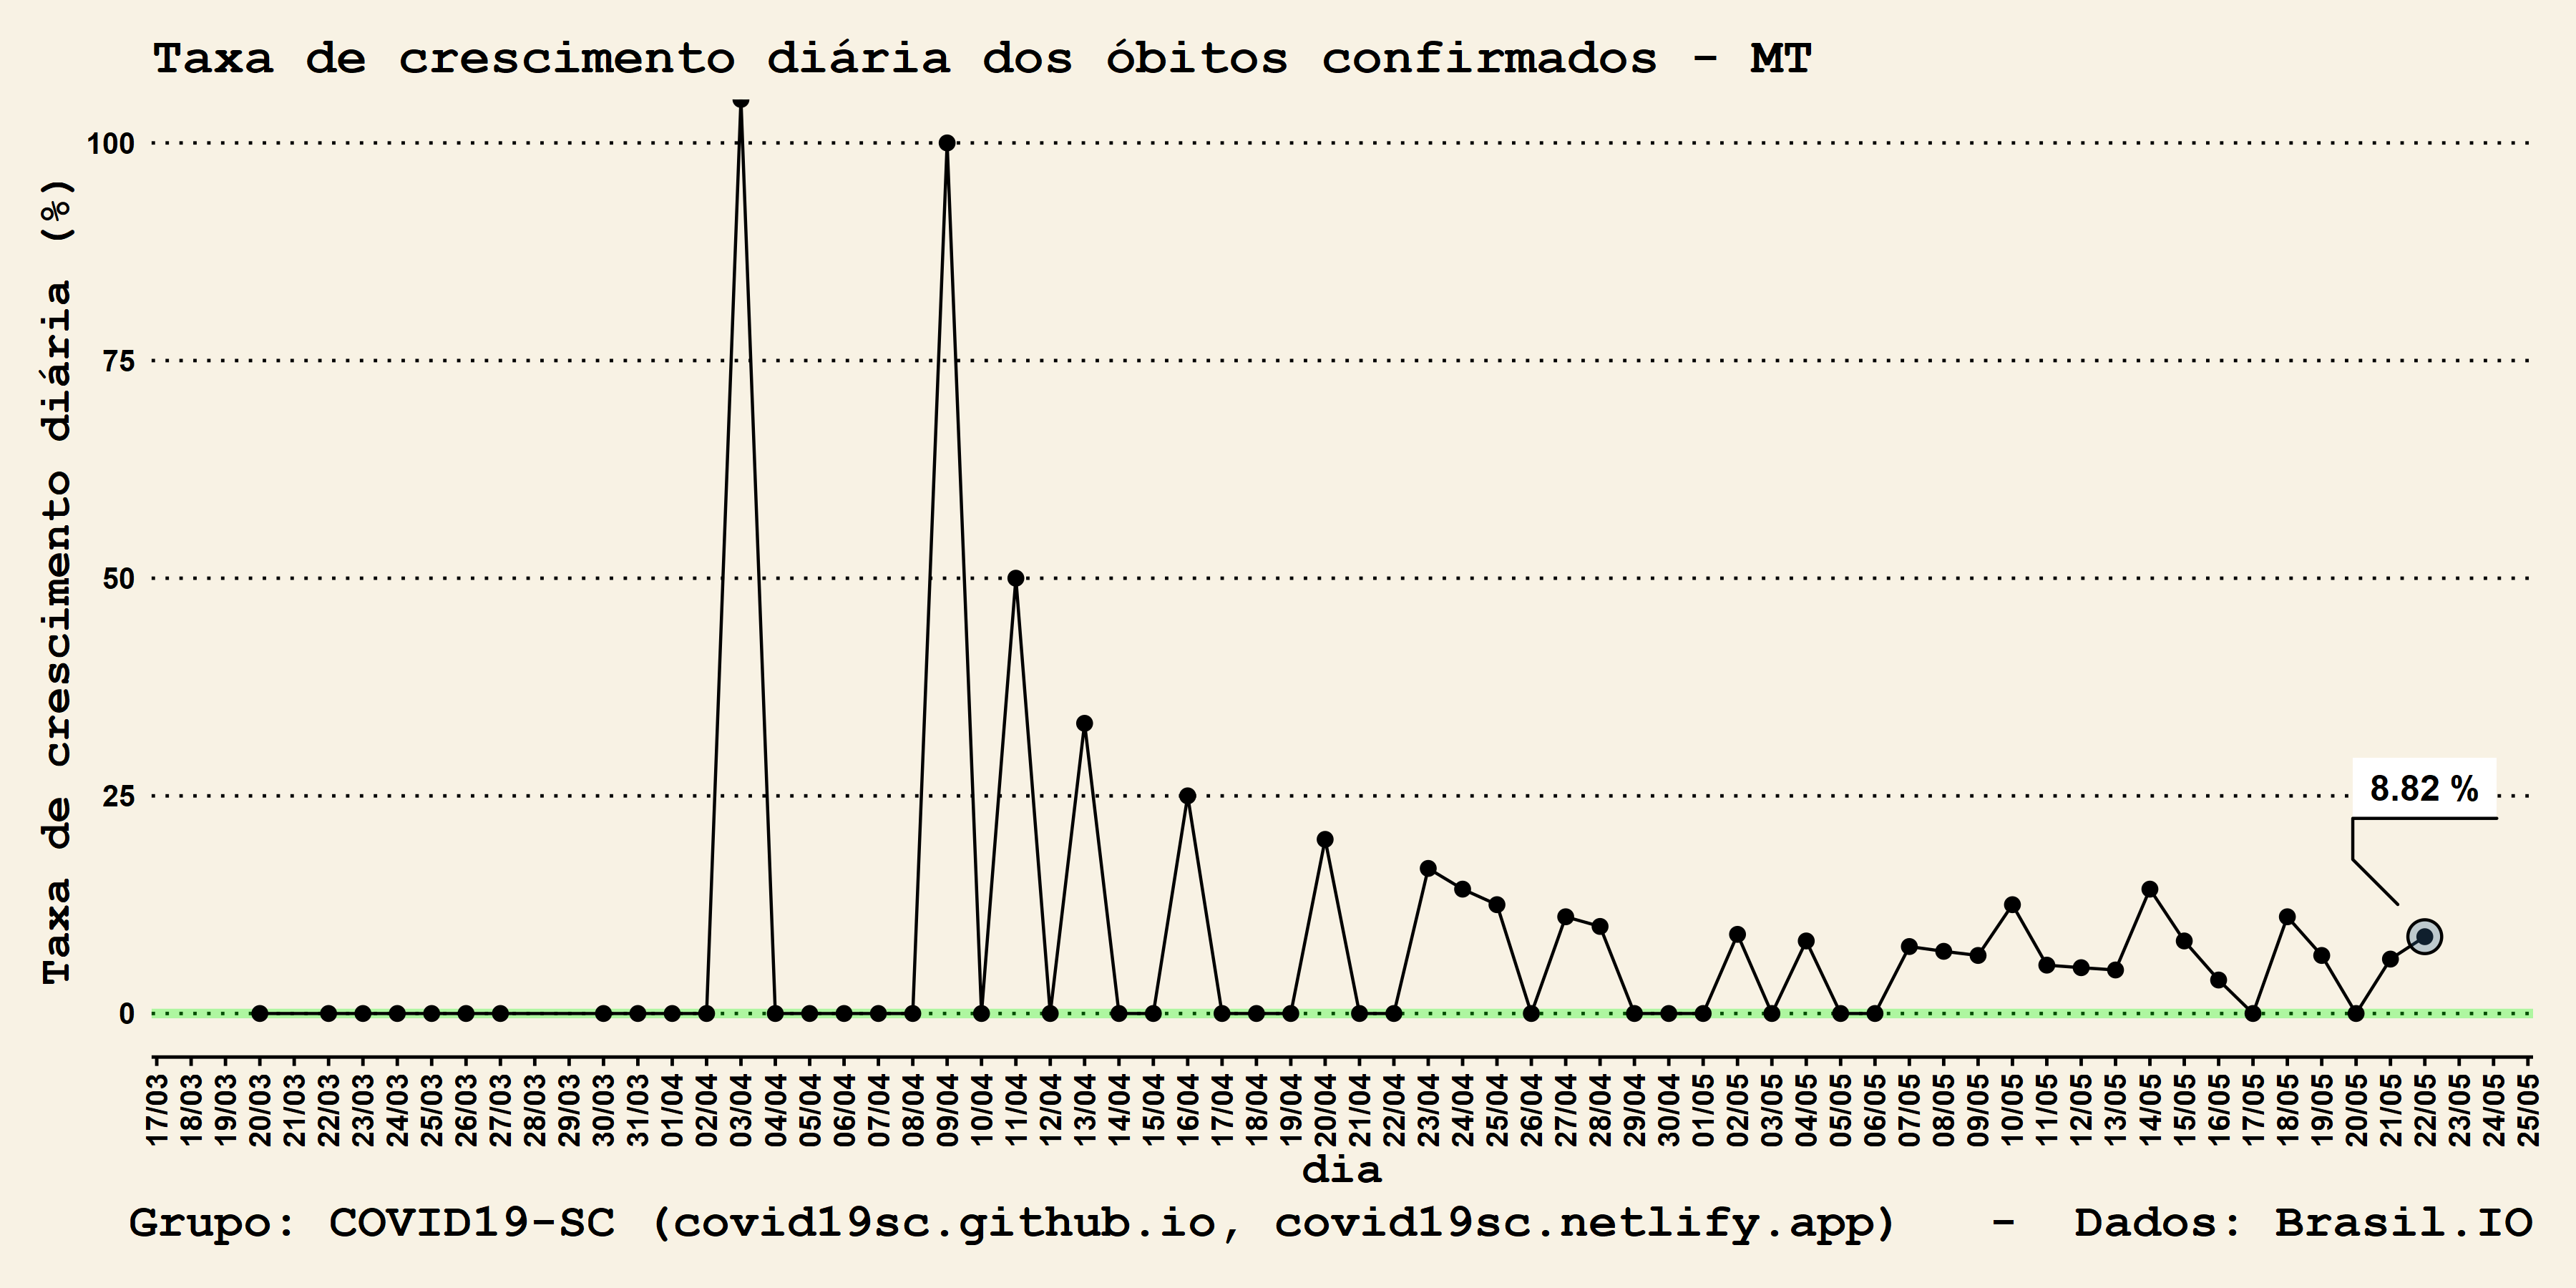 Taxa de crescimento diária dos óbitos confirmados - MT
Taxa de crescimento diária (%)
100
75
50
25
0
8.82 %
17/03 18/03 19/03 20/03 21/03 22/03 23/03 24/03 25/03 26/03 27/03 28/03 29/03 30/03 31/03 01/04 02/04 03/04 04/04 05/04 06/04 07/04 08/04 09/04 10/04 11/04 12/04 13/04 14/04 15/04 16/04 17/04 18/04 19/04 20/04 21/04 22/04 23/04 24/04 25/04 26/04 27/04 28/04 29/04 30/04 01/05 02/05 03/05 04/05 05/05 06/05 07/05 08/05 09/05 10/05 11/05 12/05 13/05 14/05 15/05 16/05 17/05 18/05 19/05 20/05 21/05 22/05 23/05 24/05 25/05
dia
Grupo: COVID19-SC (covid19sc.github.io, covid19sc.netlify.app) - Dados: Brasil.IO